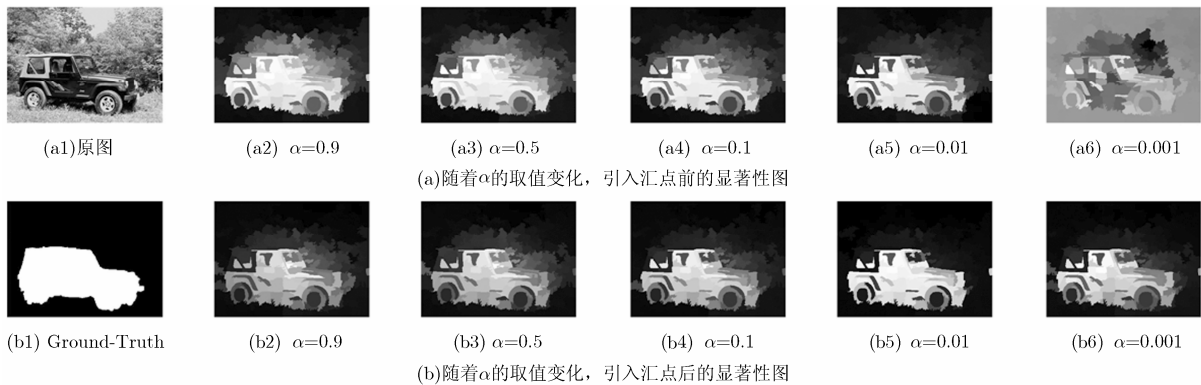 (a1)原图 (a2) α=0.9 (a3) α=0.5 (a4) α=0.1 (a5) α=0.01 (a6) α=0.001
(a)随着α的取值变化，引入汇点前的显著性图
(b1) Ground-Truth (b2) α=0.9 (b3) α=0.5 (b4) α=0.1 (b5) α=0.01 (b6) α=0.001
(b)随着α的取值变化，引入汇点后的显著性图